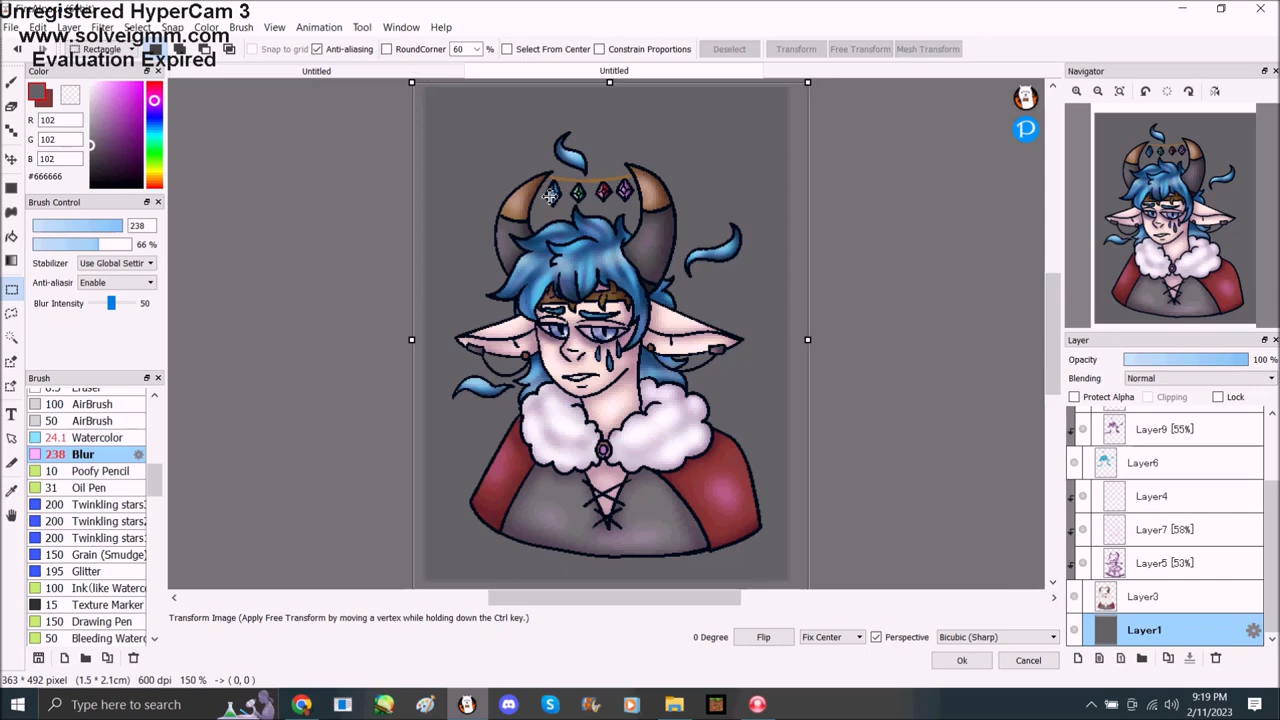 Unregistered HyperCam 3
www.solveigmm.com
Evaluation Expired
File Edit Layer Filter Select Snap Color Brush View Animation Tool Window Help
Rectangle Snap to grid Anti-aliasing RoundCorner 60 % Select From Center Constrain Proportions Deselect Transform Free Transform Mesh Transform
Color
Untitled
Untitled
Navigator
R 102
G 102
B 102
#666666
Brush Control
238
66 %
Stabilizer Use Global Settir
Anti-aliasir Enable
Blur Intensity 50
Brush
Eraser
100 AirBrush
50 AirBrush
24.1 Watercolor
238 Blur
10 Poofy Pencil
31 Oil Pen
200 Twinkling stars3
200 Twinkling stars2
200 Twinkling stars1
150 Grain (Smudge)
195 Glitter
100 Ink(like Waterc
15 Texture Marker
150 Drawing Pen
50 Bleeding Waterc
Layer
Opacity 100 %
Blending Normal
Protect Alpha Clipping Lock
Layer9 [55%]
Layer6
Layer4
Layer7 [58%]
Layer5 [53%]
Layer3
Layer1
Transform Image (Apply Free Transform by moving a vertex while holding down the Ctrl key.)
0 Degree Flip Fix Center Perspective Bicubic (Sharp)
Ok Cancel
363 * 492 pixel (1.5 * 2.1cm) 600 dpi 150 % -> ( 0, 0 )
Type here to search
9:19 PM
2/11/2023